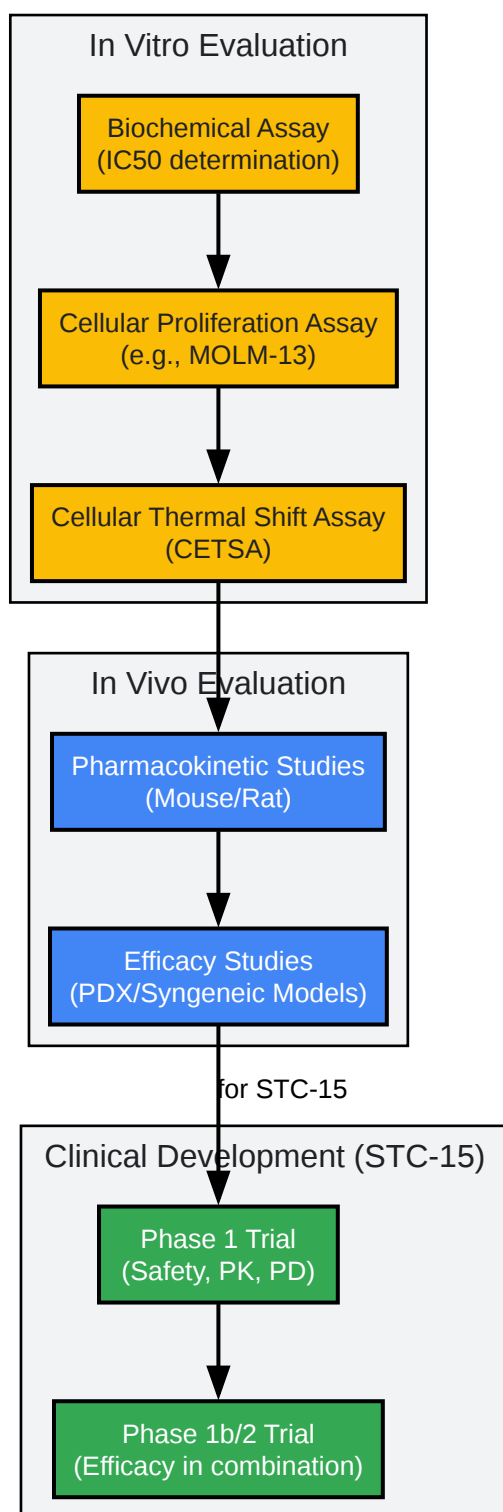 In Vitro Evaluation
Biochemical Assay
(IC50 determination)
Cellular Proliferation Assay
(e.g., MOLM-13)
Cellular Thermal Shift Assay
(CETSA)
In Vivo Evaluation
Pharmacokinetic Studies
(Mouse/Rat)
Efficacy Studies
(PDX/Syngeneic Models)
for STC-15
Clinical Development (STC-15)
Phase 1 Trial
(Safety, PK, PD)
Phase 1b/2 Trial
(Efficacy in combination)